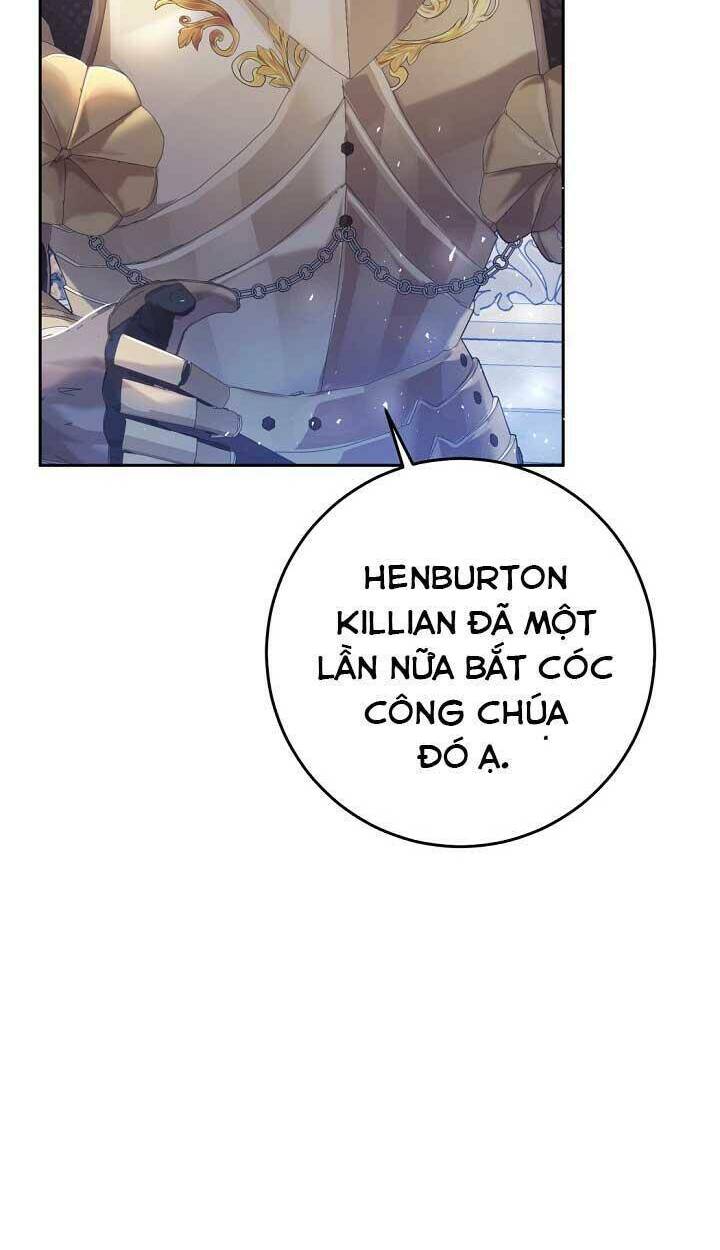 HENBURTON
KILLIAN ĐÃ MỘT
LẦN NỮA BẮT CÓC
CÔNG CHÚA
ĐÓ Ạ.